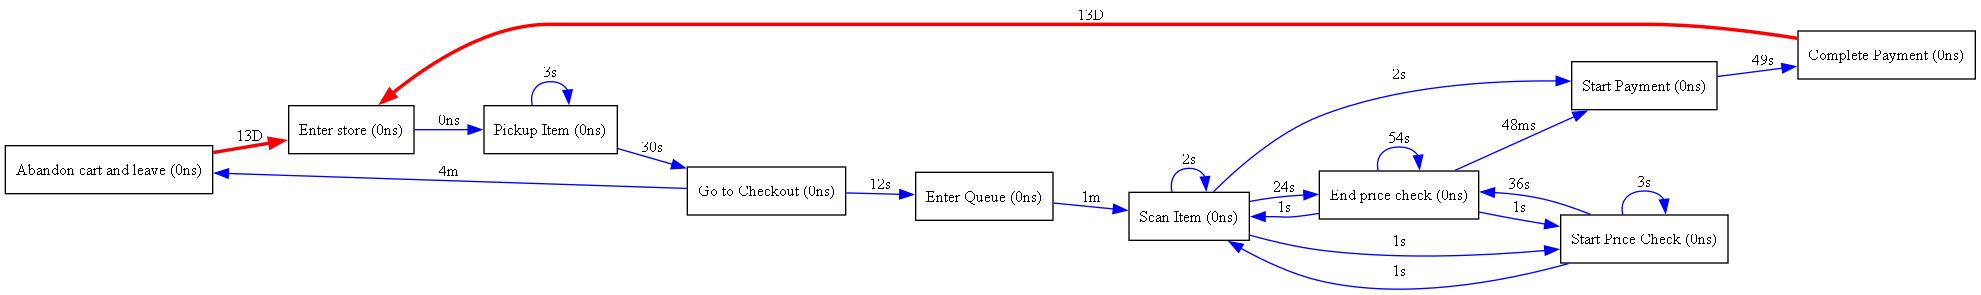 13D
Complete Payment (0ns)
3s
2s
49s
Start Payment (0ns)
Enter store (0ns)
0ns
Pickup Item (0ns)
48ms
13D
30s
54s
Abandon cart and leave (0ns)
4m
Go to Checkout (0ns)
12s
Enter Queue (0ns)
1m
2s
Scan Item (0ns)
24s
1s
End price check (0ns)
36s
1s
3s
1s
Start Price Check (0ns)
1s